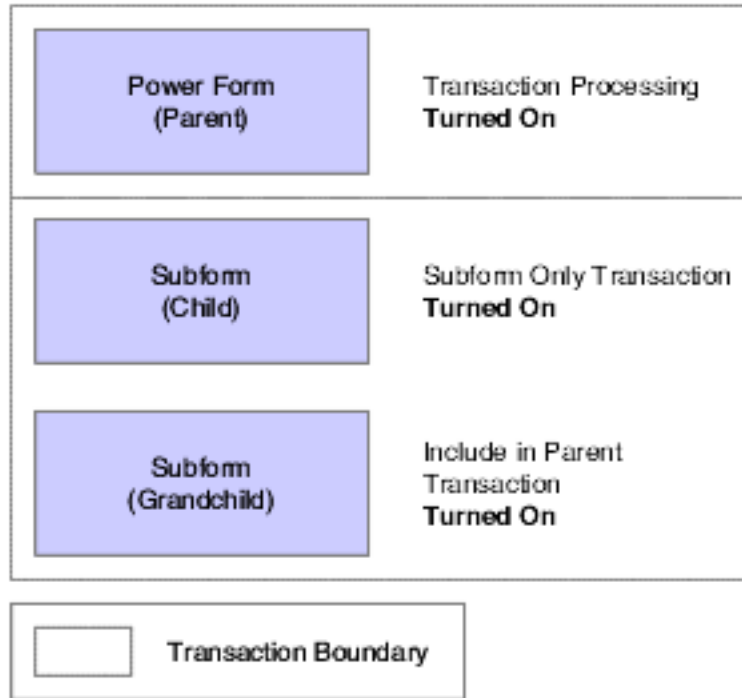 Power Form
(Parent)
Transaction Processing
Turned On
Subform
(Child)
Subform Only Transaction
Turned On
Subform
(Grandchild)
Include in Parent
Transaction
Turned On
Transaction Boundary